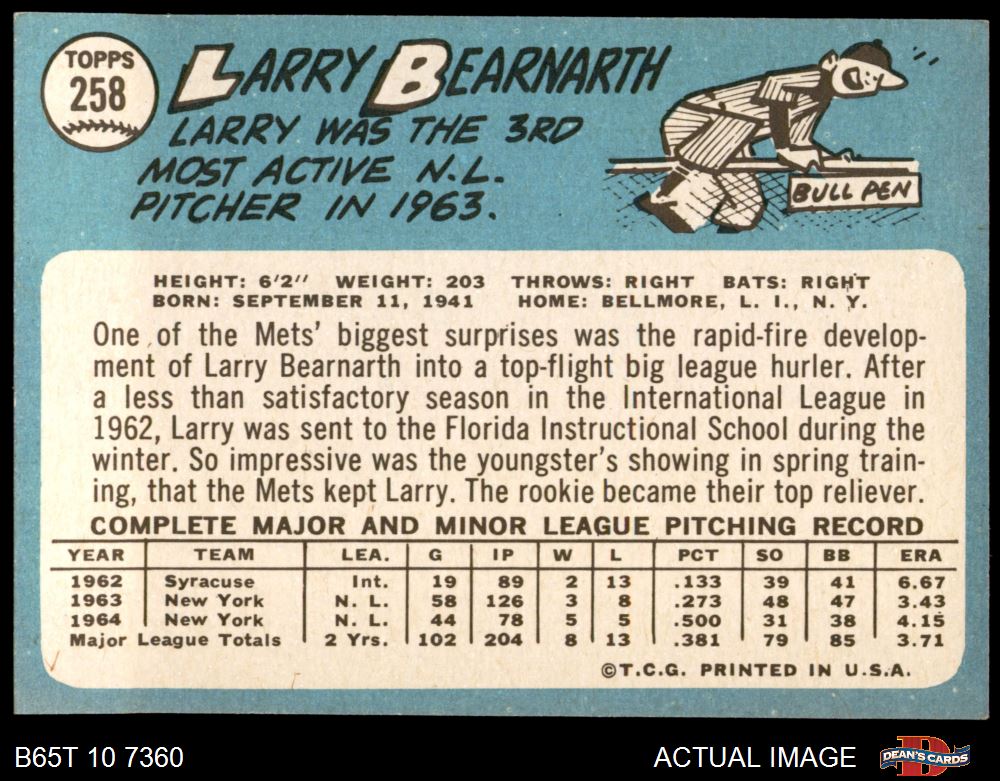 TOPPS
258
LARRY BEARNARTH
LARRY WAS THE 3RD
MOST ACTIVE N.L.
PITCHER IN 1963.
BULL PEN
HEIGHT: 6'2" WEIGHT: 203 THROWS: RIGHT BATS: RIGHT
BORN: SEPTEMBER 11, 1941 HOME: BELLMORE, L. I., N. Y.
One of the Mets' biggest surprises was the rapid-fire develop-
ment of Larry Bearnarth into a top-flight big league hurler. After
a less than satisfactory season in the International League in
1962, Larry was sent to the Florida Instructional School during the
winter. So impressive was the youngster's showing in spring train-
ing, that the Mets kept Larry. The rookie became their top reliever.
COMPLETE MAJOR AND MINOR LEAGUE PITCHING RECORD
YEAR TEAM LEA. G IP W L PCT SO BB ERA
1962 Syracuse Int. 19 89 2 13 .133 39 41 6.67
1963 New York N. L. 58 126 3 8 .273 48 47 3.43
1964 New York N. L. 44 78 5 5 .500 31 38 4.15
Major League Totals 2 Yrs. 102 204 8 13 .381 79 85 3.71
©T.C.G. PRINTED IN U.S.A.
B65T 10 7360
ACTUAL IMAGE
DEAN'S CARDS